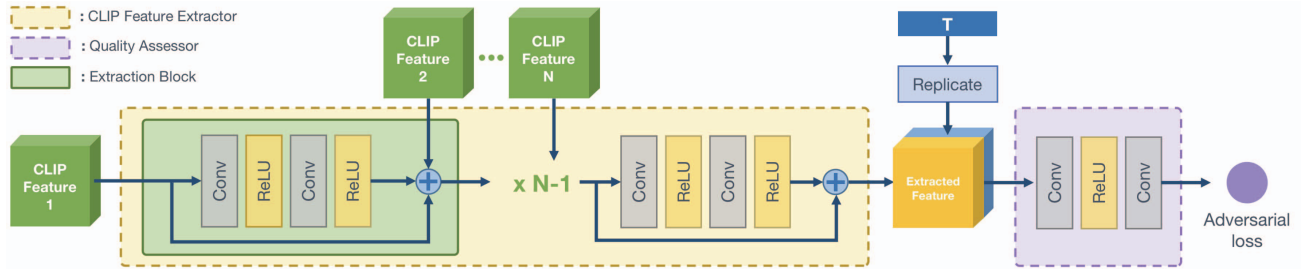 : CLIP Feature Extractor
: Quality Assessor
: Extraction Block
CLIP
Feature
2
CLIP
Feature
N
T
Replicate
CLIP
Feature
1
Conv
ReLU
Conv
ReLU
x N-1
Conv
ReLU
Conv
ReLU
Extracted
Feature
Conv
ReLU
Conv
Adversarial
loss